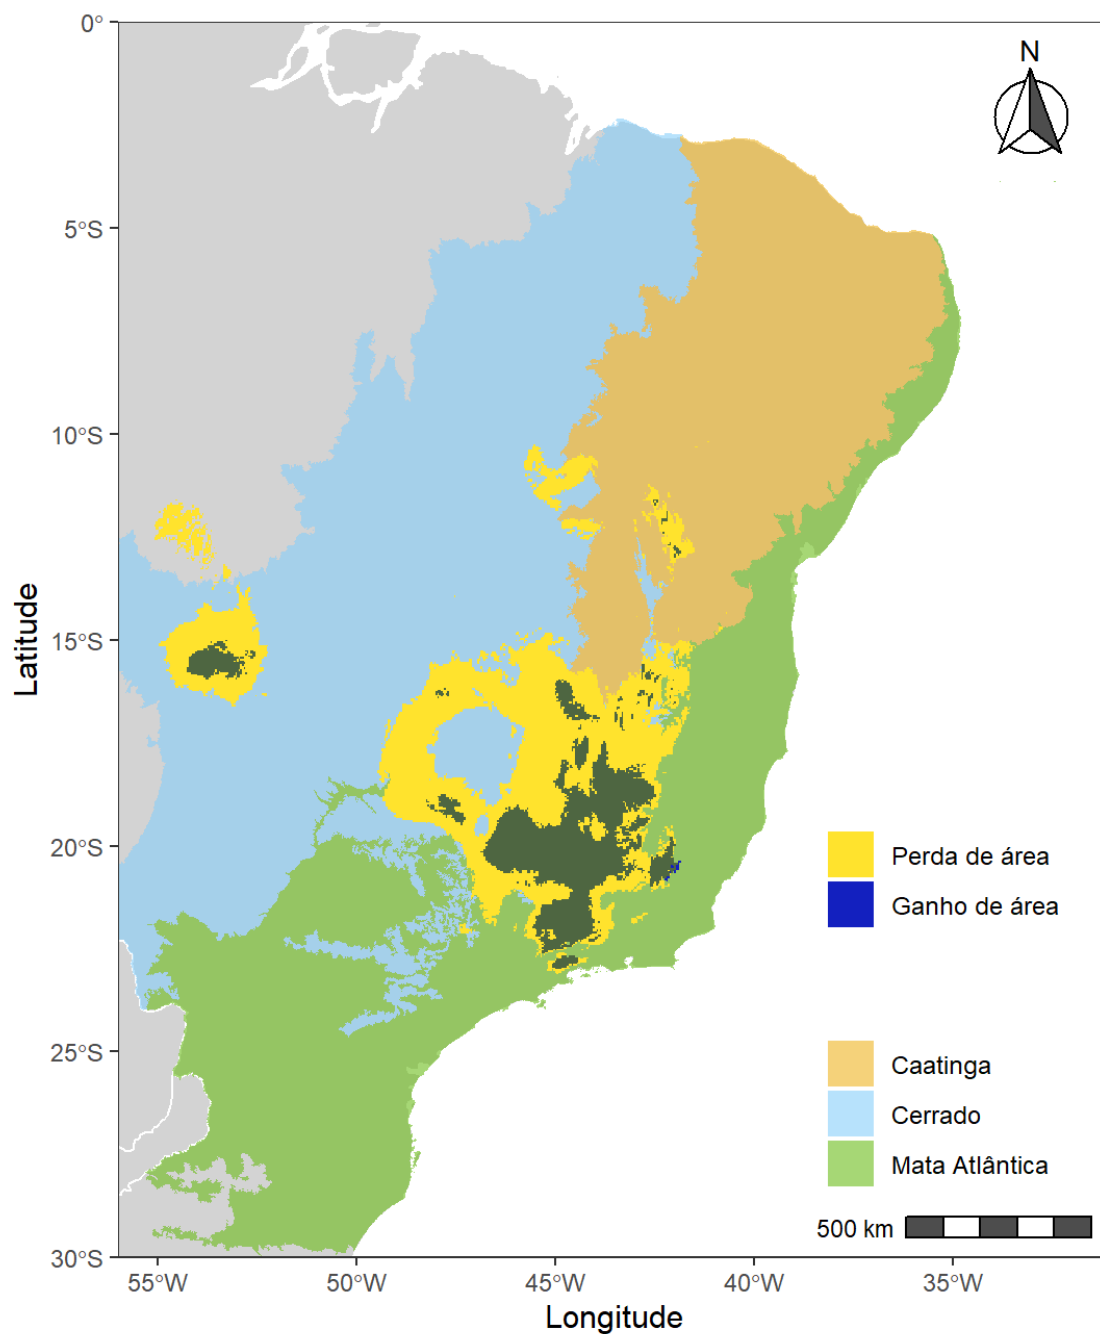 N
0°
5°S
10°S
15°S
20°S
25°S
30°S
Latitude
Perda de área
Ganho de área
Caatinga
Cerrado
Mata Atlântica
500 km
55°W
50°W
45°W
40°W
35°W
Longitude